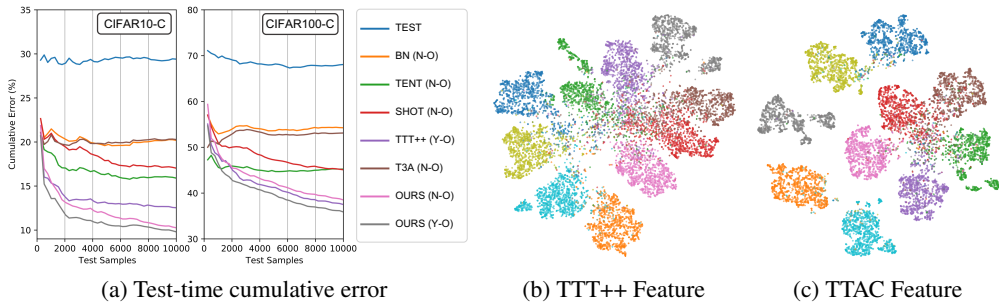 CIFAR10-C
CIFAR100-C
Cumulative Error (%)
35
30
25
20
15
10
0 2000 4000 6000 8000 10000
Test Samples
100
90
80
70
60
50
40
30
0 2000 4000 6000 8000 10000
Test Samples
TEST
BN (N-O)
TENT (N-O)
SHOT (N-O)
TTT++ (Y-O)
T3A (N-O)
OURS (N-O)
OURS (Y-O)
(a) Test-time cumulative error
(b) TTT++ Feature
(c) TTAC Feature